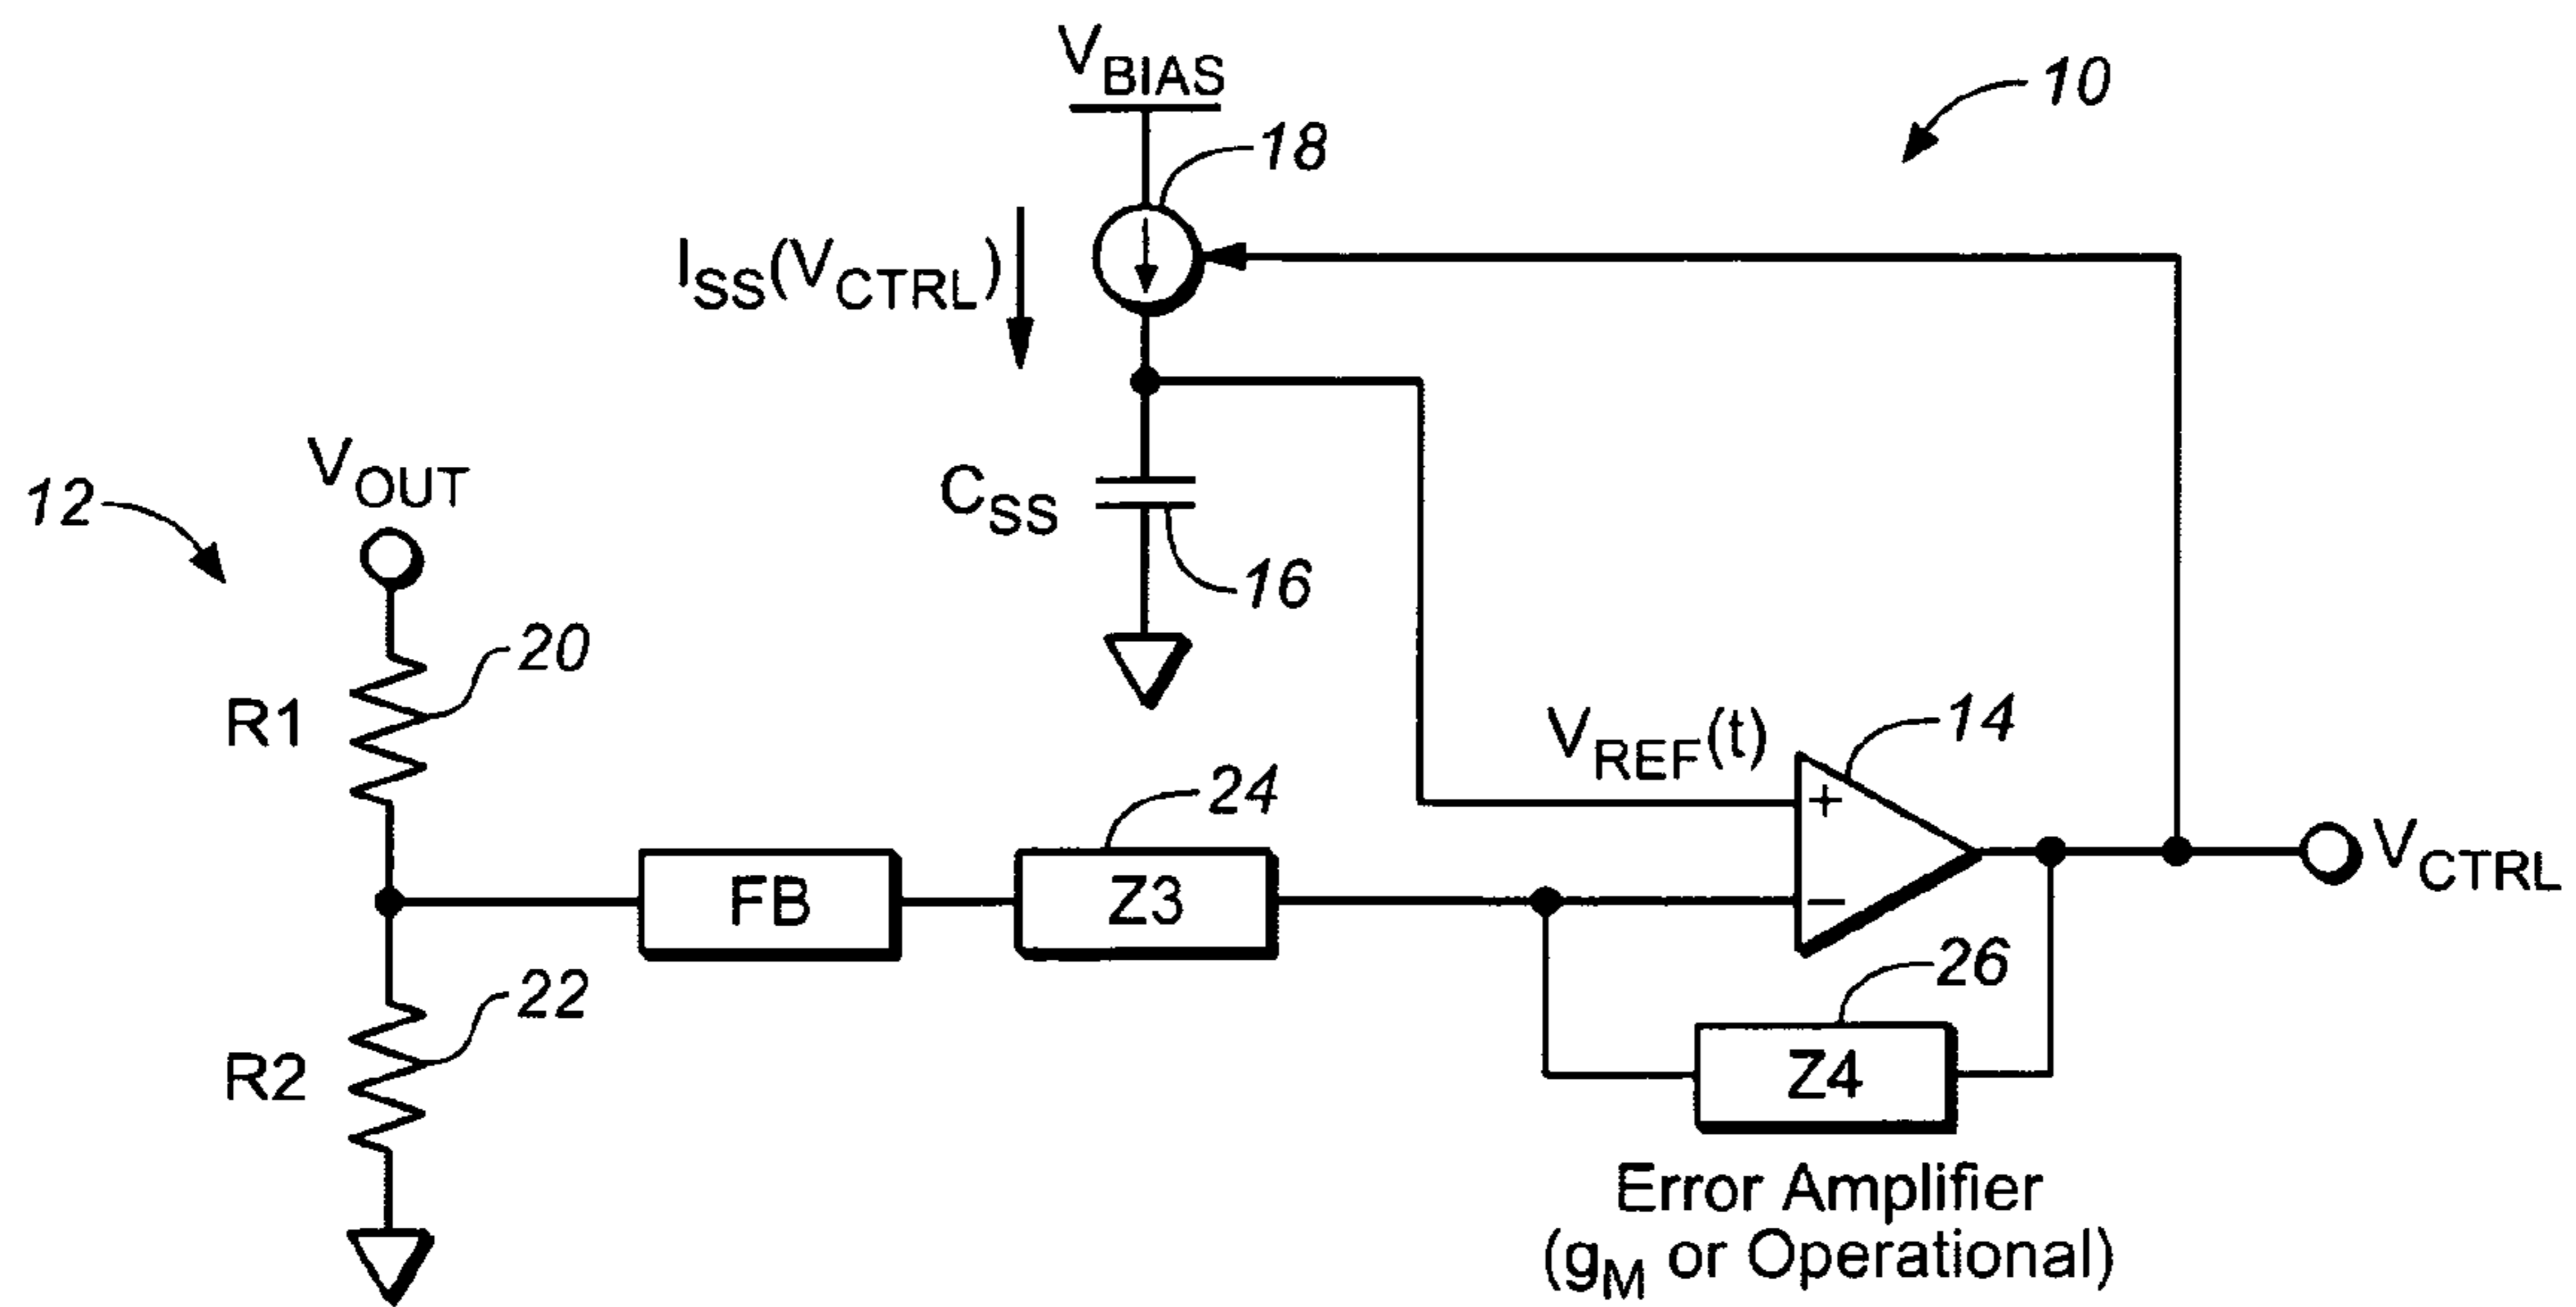 V_BIAS
10
18
I_SS(V_CTRL)
V_OUT
12
C_SS
16
20
R1
V_REF(t)
14
24
+
FB
Z3
−
V_CTRL
22
26
R2
Z4
Error Amplifier
(g_M or Operational)